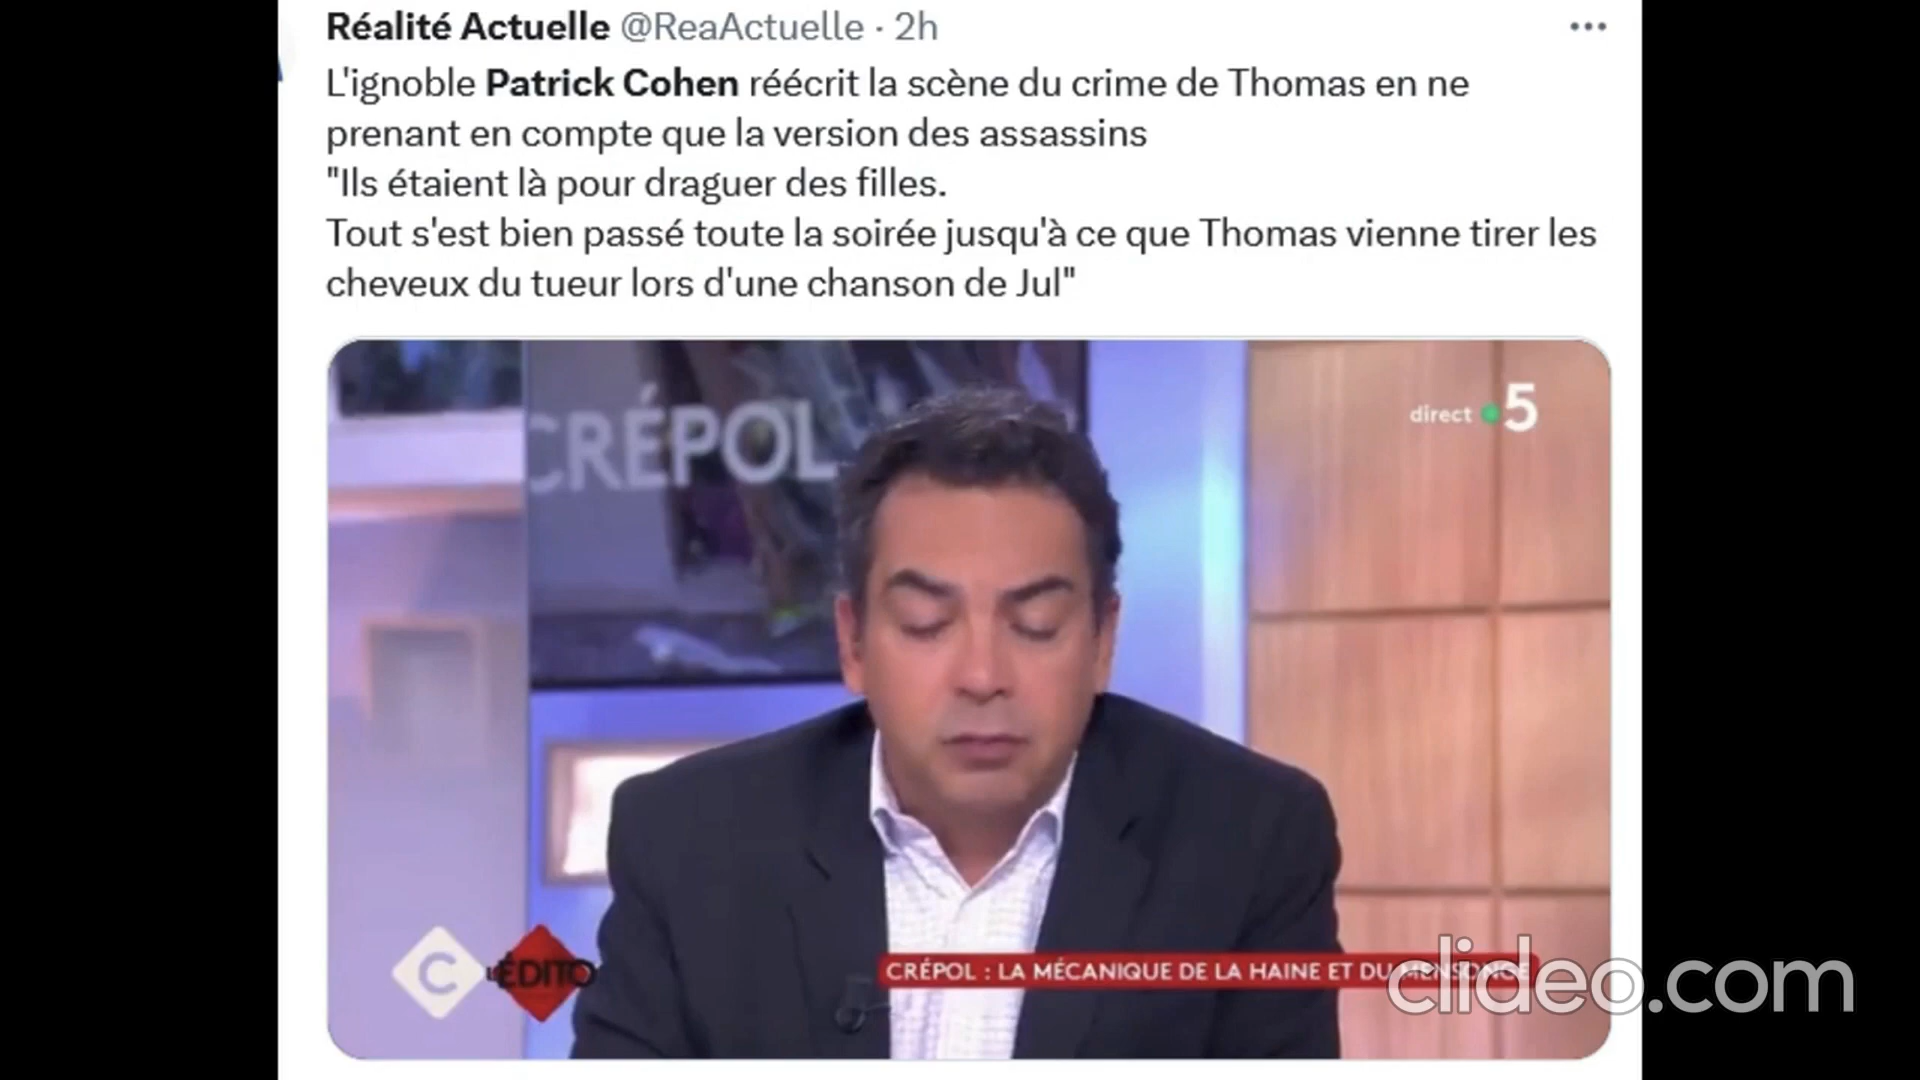 Réalité Actuelle @ReaActuelle · 2h
L'ignoble Patrick Cohen réécrit la scène du crime de Thomas en ne
prenant en compte que la version des assassins
"Ils étaient là pour draguer des filles.
Tout s'est bien passé toute la soirée jusqu'à ce que Thomas vienne tirer les
cheveux du tueur lors d'une chanson de Jul"
CRÉPOL
direct 5
C L'ÉDITO
CRÉPOL : LA MÉCANIQUE DE LA HAINE ET DU MENSONGE
clideo.com